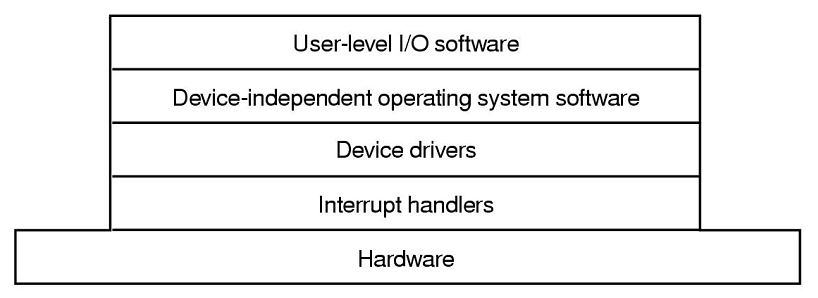 User-level I/O software
Device-independent operating system software
Device drivers
Interrupt handlers
Hardware